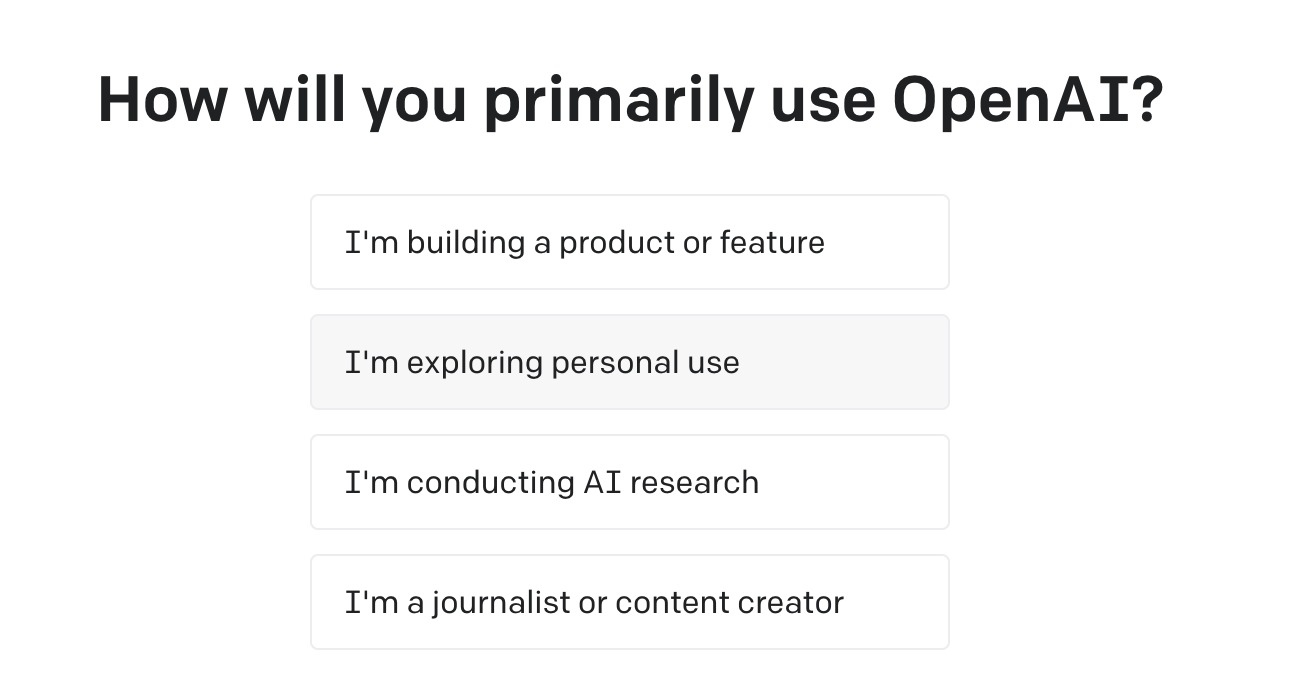 How will you primarily use OpenAI?
I'm building a product or feature
I'm exploring personal use
I'm conducting AI research
I'm a journalist or content creator